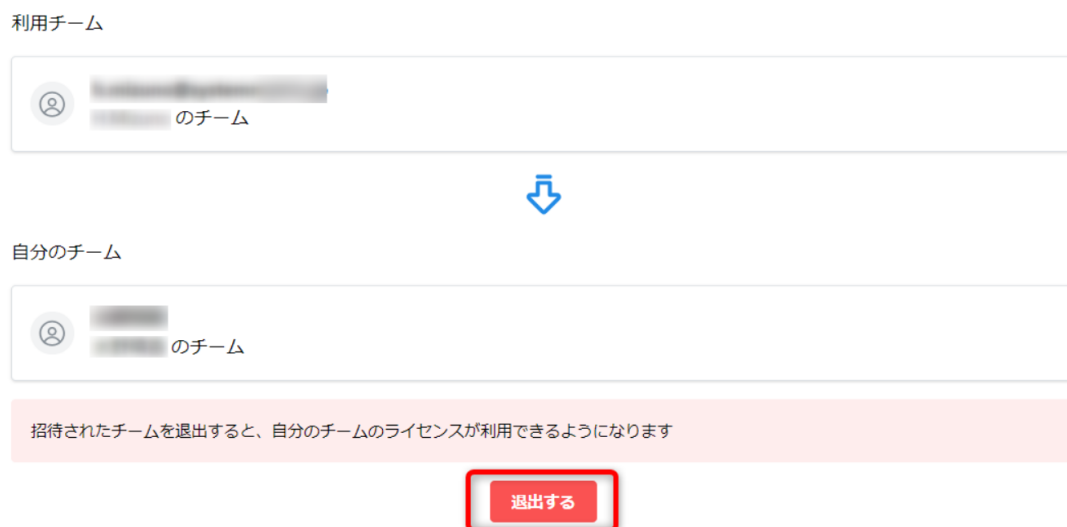 利用チーム
のチーム
自分のチーム
のチーム
招待されたチームを退出すると、自分のチームのライセンスが利用できるようになります
退出する